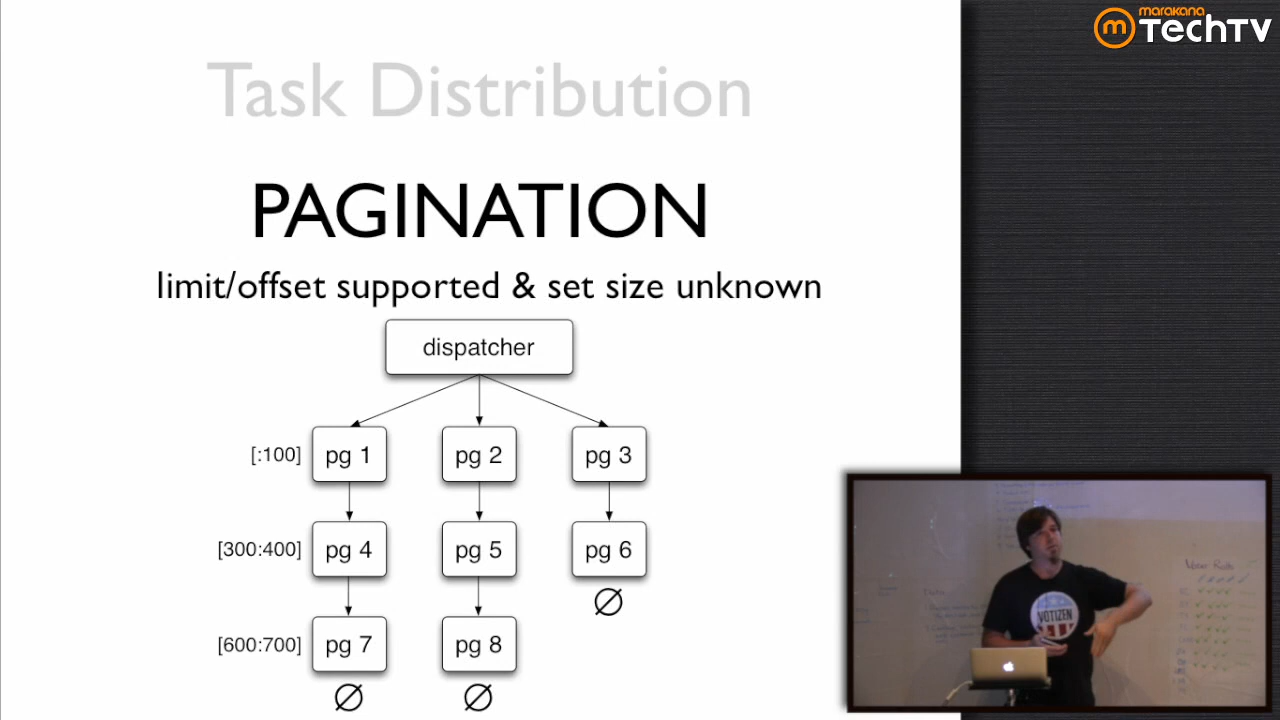 marakana
m TechTV
Task Distribution
PAGINATION
limit/offset supported & set size unknown
dispatcher
[:100] pg 1 pg 2 pg 3
[300:400] pg 4 pg 5 pg 6
∅
[600:700] pg 7 pg 8
∅ ∅
VOTIZEN